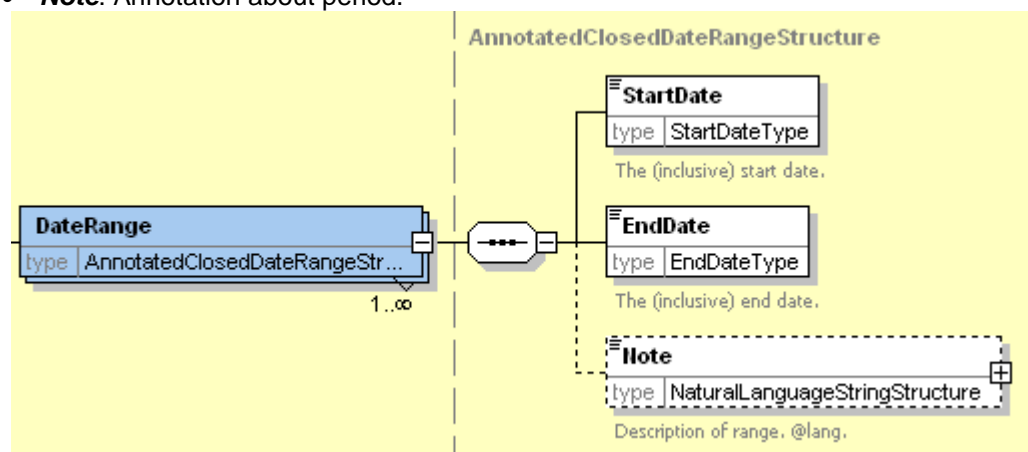 • Note: Annotation about period.
AnnotatedClosedDateRangeStructure
StartDate
type StartDateType
The (inclusive) start date.
DateRange
type AnnotatedClosedDateRangeStr...
1..∞
EndDate
type EndDateType
The (inclusive) end date.
Note
type NaturalLanguageStringStructure
Description of range. @lang.